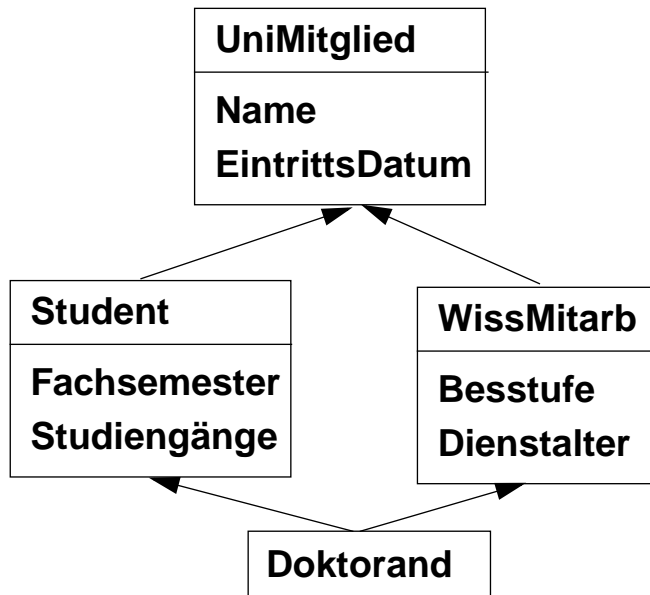 UniMitglied
Name
EintrittsDatum
Student
Fachsemester
Studiengänge
WissMitarb
Besstufe
Dienstalter
Doktorand